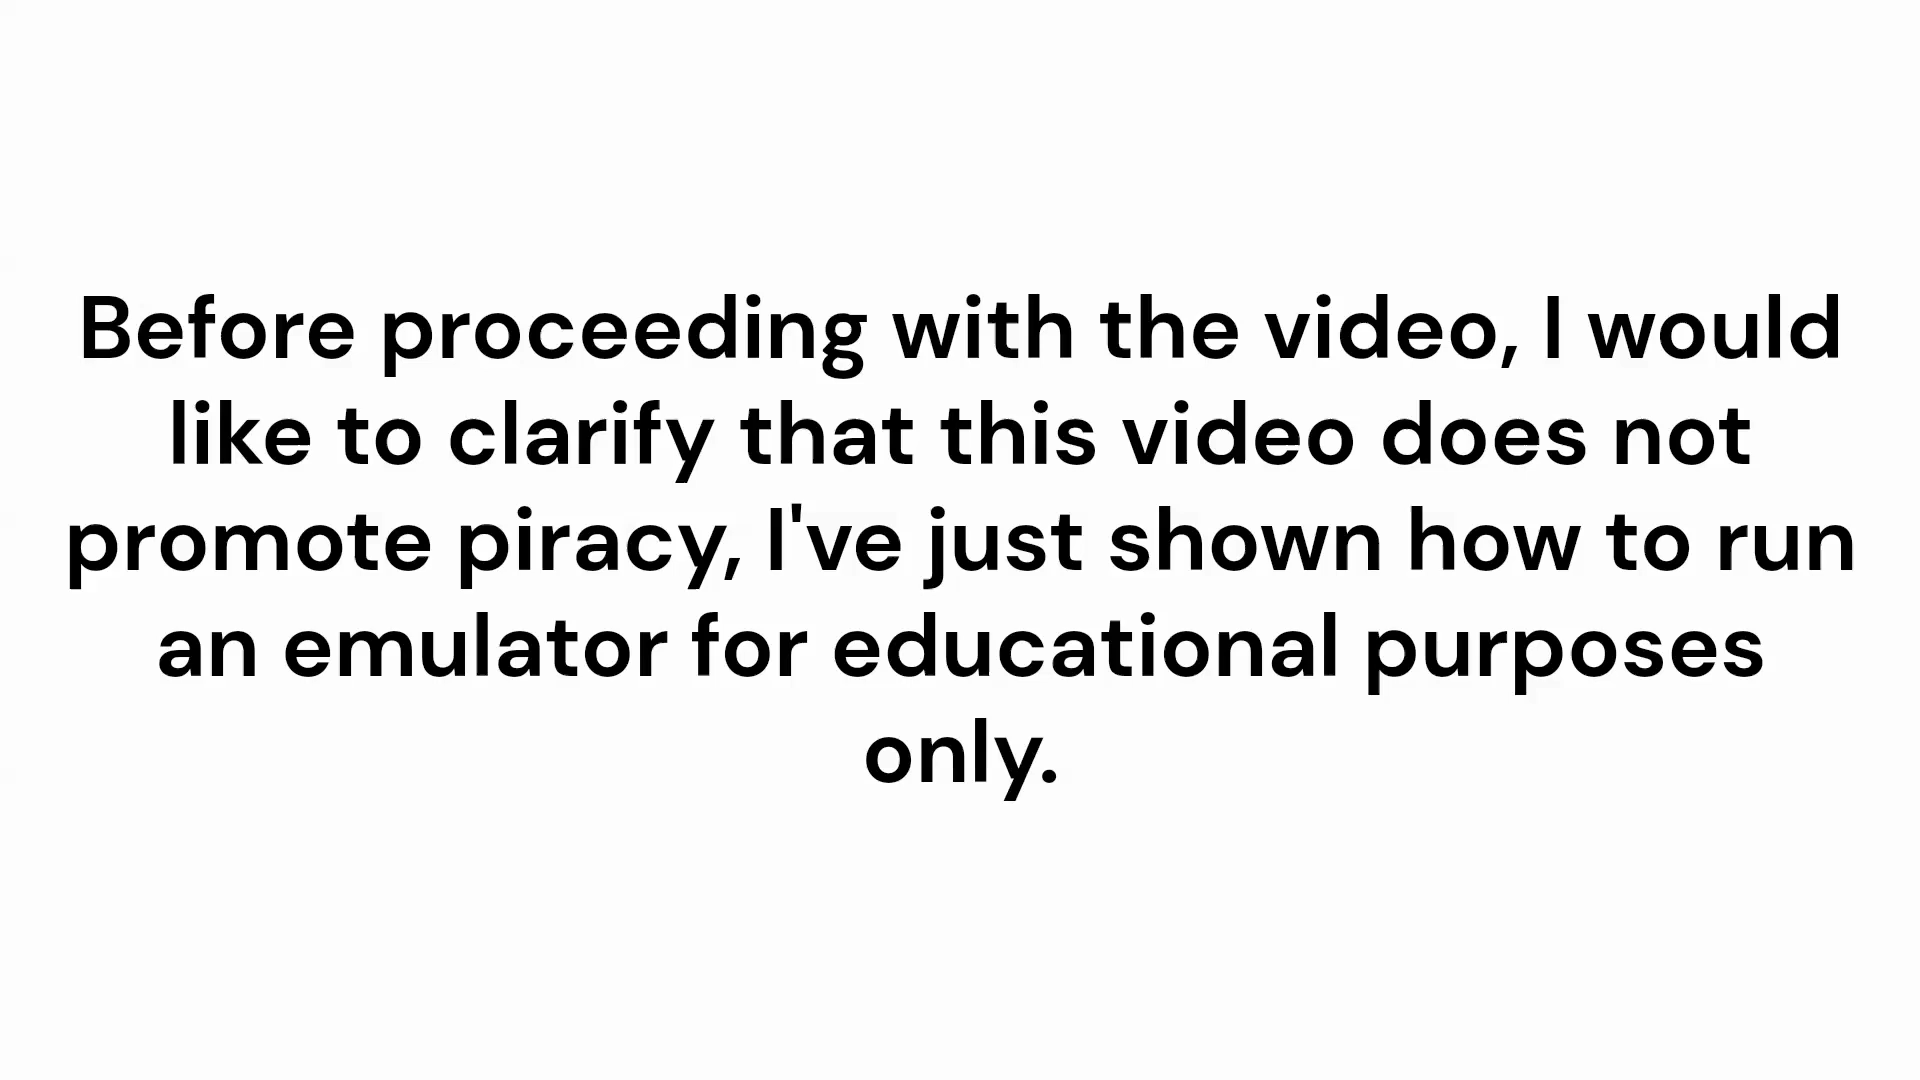 Before proceeding with the video, I would
like to clarify that this video does not
promote piracy, I've just shown how to run
an emulator for educational purposes
only.